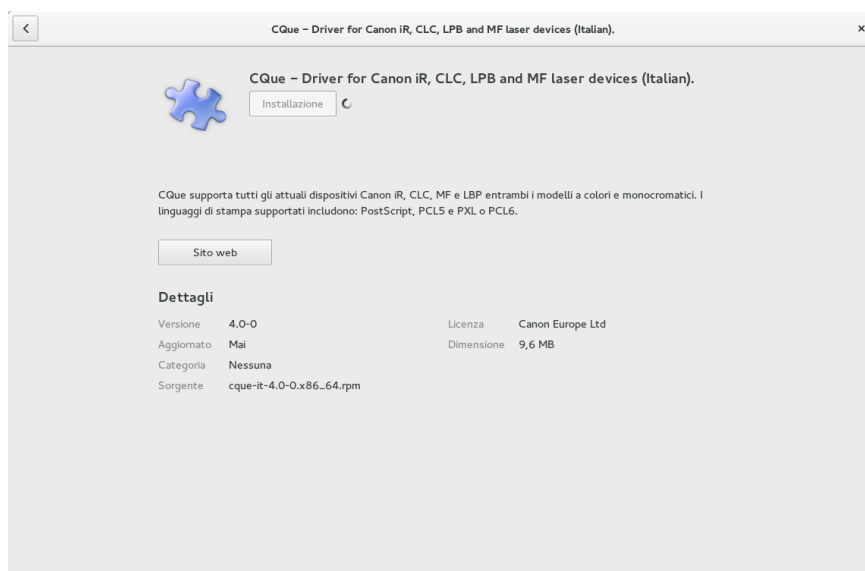 CQue – Driver for Canon iR, CLC, LPB and MF laser devices (Italian).
CQue – Driver for Canon iR, CLC, LPB and MF laser devices (Italian).
Installazione
CQue supporta tutti gli attuali dispositivi Canon iR, CLC, MF e LBP entrambi i modelli a colori e monocromatici. I
linguaggi di stampa supportati includono: PostScript, PCL5 e PXL o PCL6.
Sito web
Dettagli
Versione 4.0-0 Licenza Canon Europe Ltd
Aggiornato Mai Dimensione 9,6 MB
Categoria Nessuna
Sorgente cque-it-4.0-0.x86_64.rpm